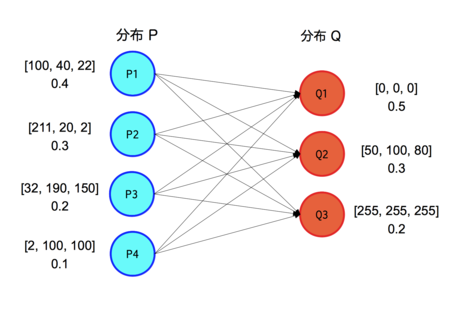 分布 P
分布 Q
[100, 40, 22]
0.4
P1
[211, 20, 2]
0.3
P2
[32, 190, 150]
0.2
P3
[2, 100, 100]
0.1
P4
Q1
[0, 0, 0]
0.5
Q2
[50, 100, 80]
0.3
Q3
[255, 255, 255]
0.2